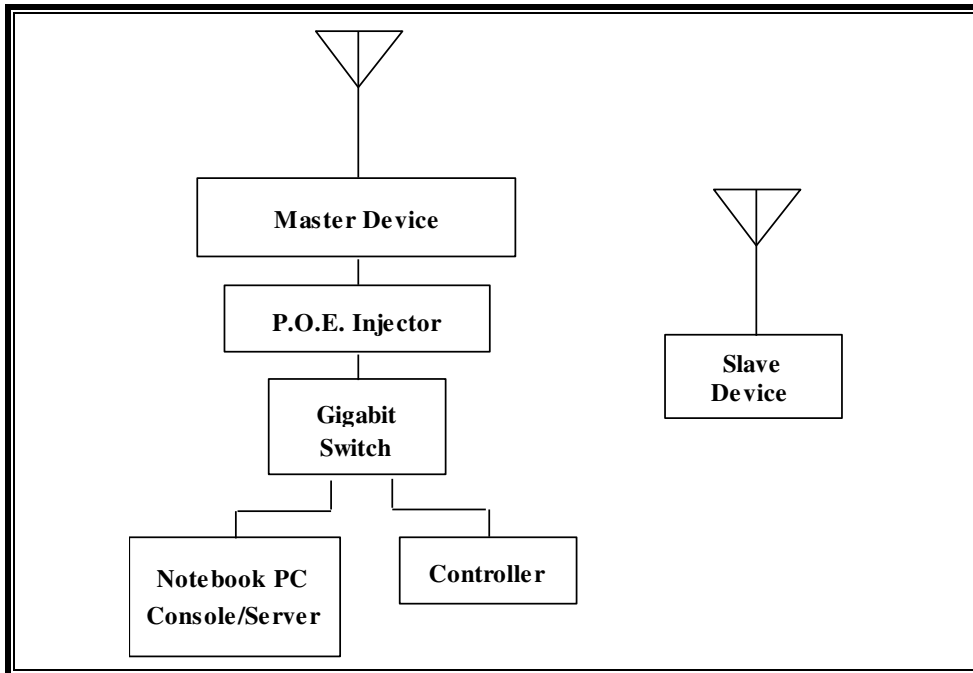 Master Device
P.O.E. Injector
Slave
Device
Gigabit
Switch
Notebook PC
Console/Server
Controller